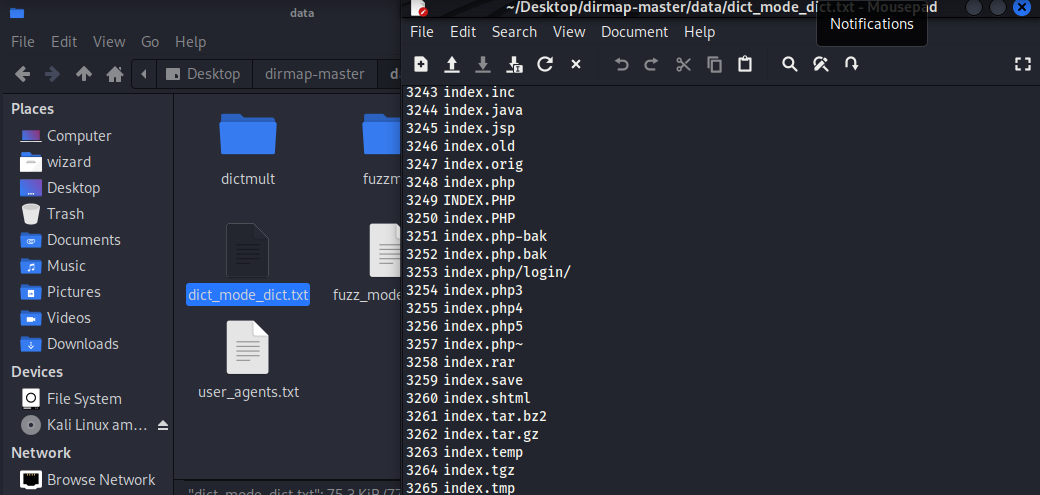 data
File Edit View Go Help
Desktop dirmap-master da
Places
Computer
wizard
Desktop
Trash
Documents
Music
Pictures
Videos
Downloads
Devices
File System
Kali Linux am...
Network
Browse Network
dictmult
fuzzm
dict_mode_dict.txt
fuzz_mode
user_agents.txt
"dict_mode_dict.txt": 75.3 KiB (77
~/Desktop/dirmap-master/data/dict_mode_dict.txt - Mousepad
Notifications
File Edit Search View Document Help
3243 index.inc
3244 index.java
3245 index.jsp
3246 index.old
3247 index.orig
3248 index.php
3249 INDEX.PHP
3250 index.PHP
3251 index.php-bak
3252 index.php.bak
3253 index.php/login/
3254 index.php3
3255 index.php4
3256 index.php5
3257 index.php~
3258 index.rar
3259 index.save
3260 index.shtml
3261 index.tar.bz2
3262 index.tar.gz
3263 index.temp
3264 index.tgz
3265 index.tmp